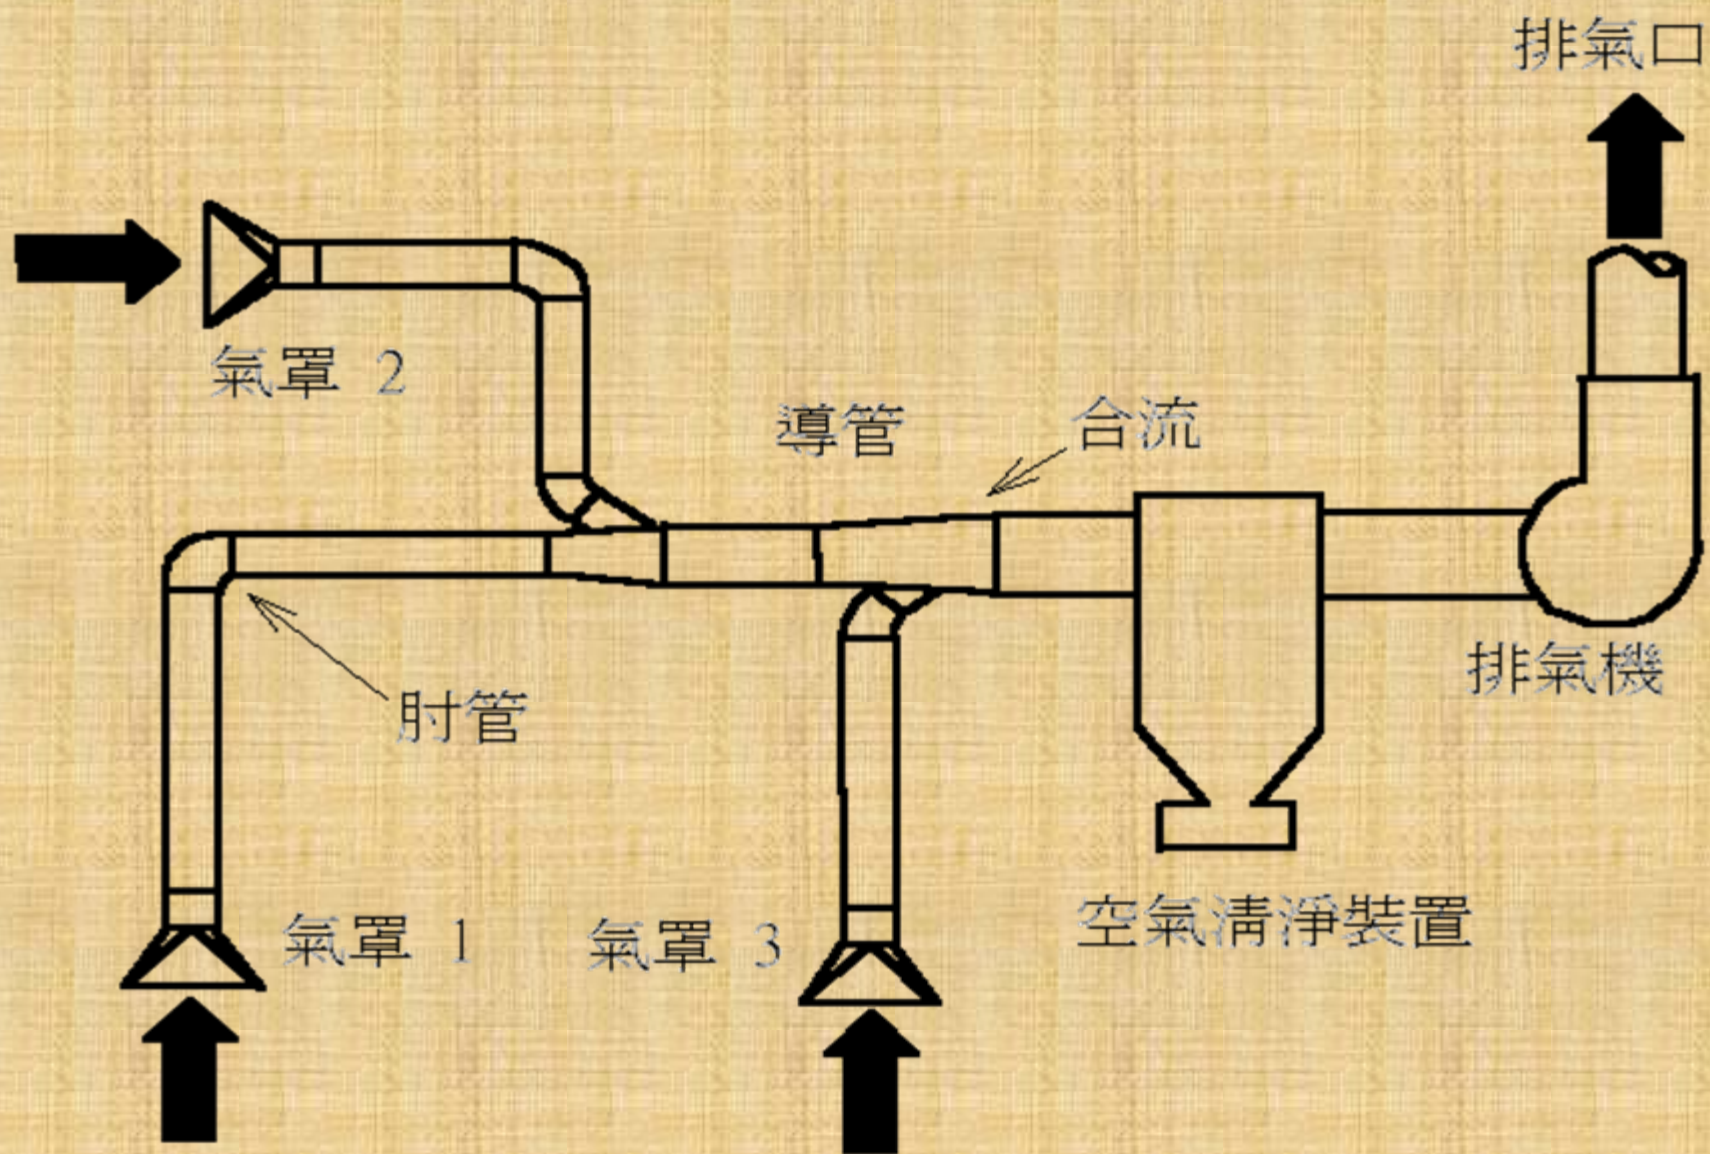 排氣口
氣罩 2
導管
合流
肘管
排氣機
氣罩 1
氣罩 3
空氣清淨裝置